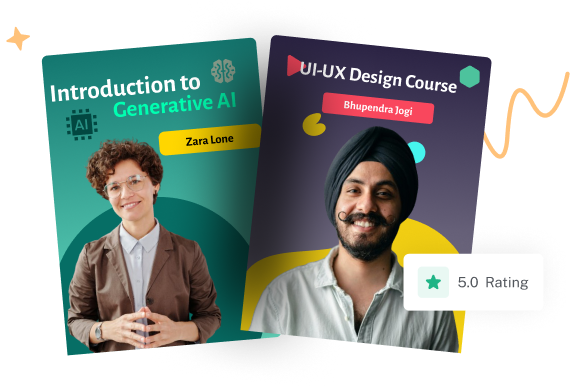 Introduction to
Generative AI
AI
Zara Lone
UI-UX Design Course
Bhupendra Jogi
5.0 Rating